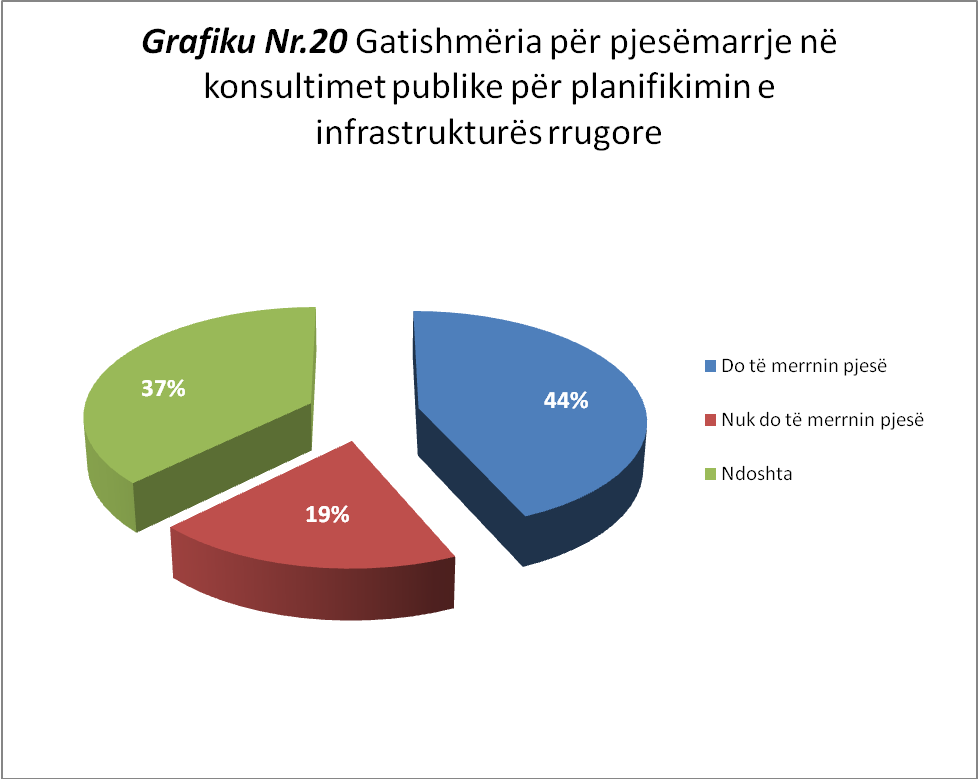 Grafiku Nr.20 Gatishmëria për pjesëmarrje në
konsultimet publike për planifikimin e
infrastrukturës rrugore
37%
44%
19%
Do të merrnin pjesë
Nuk do të merrnin pjesë
Ndoshta